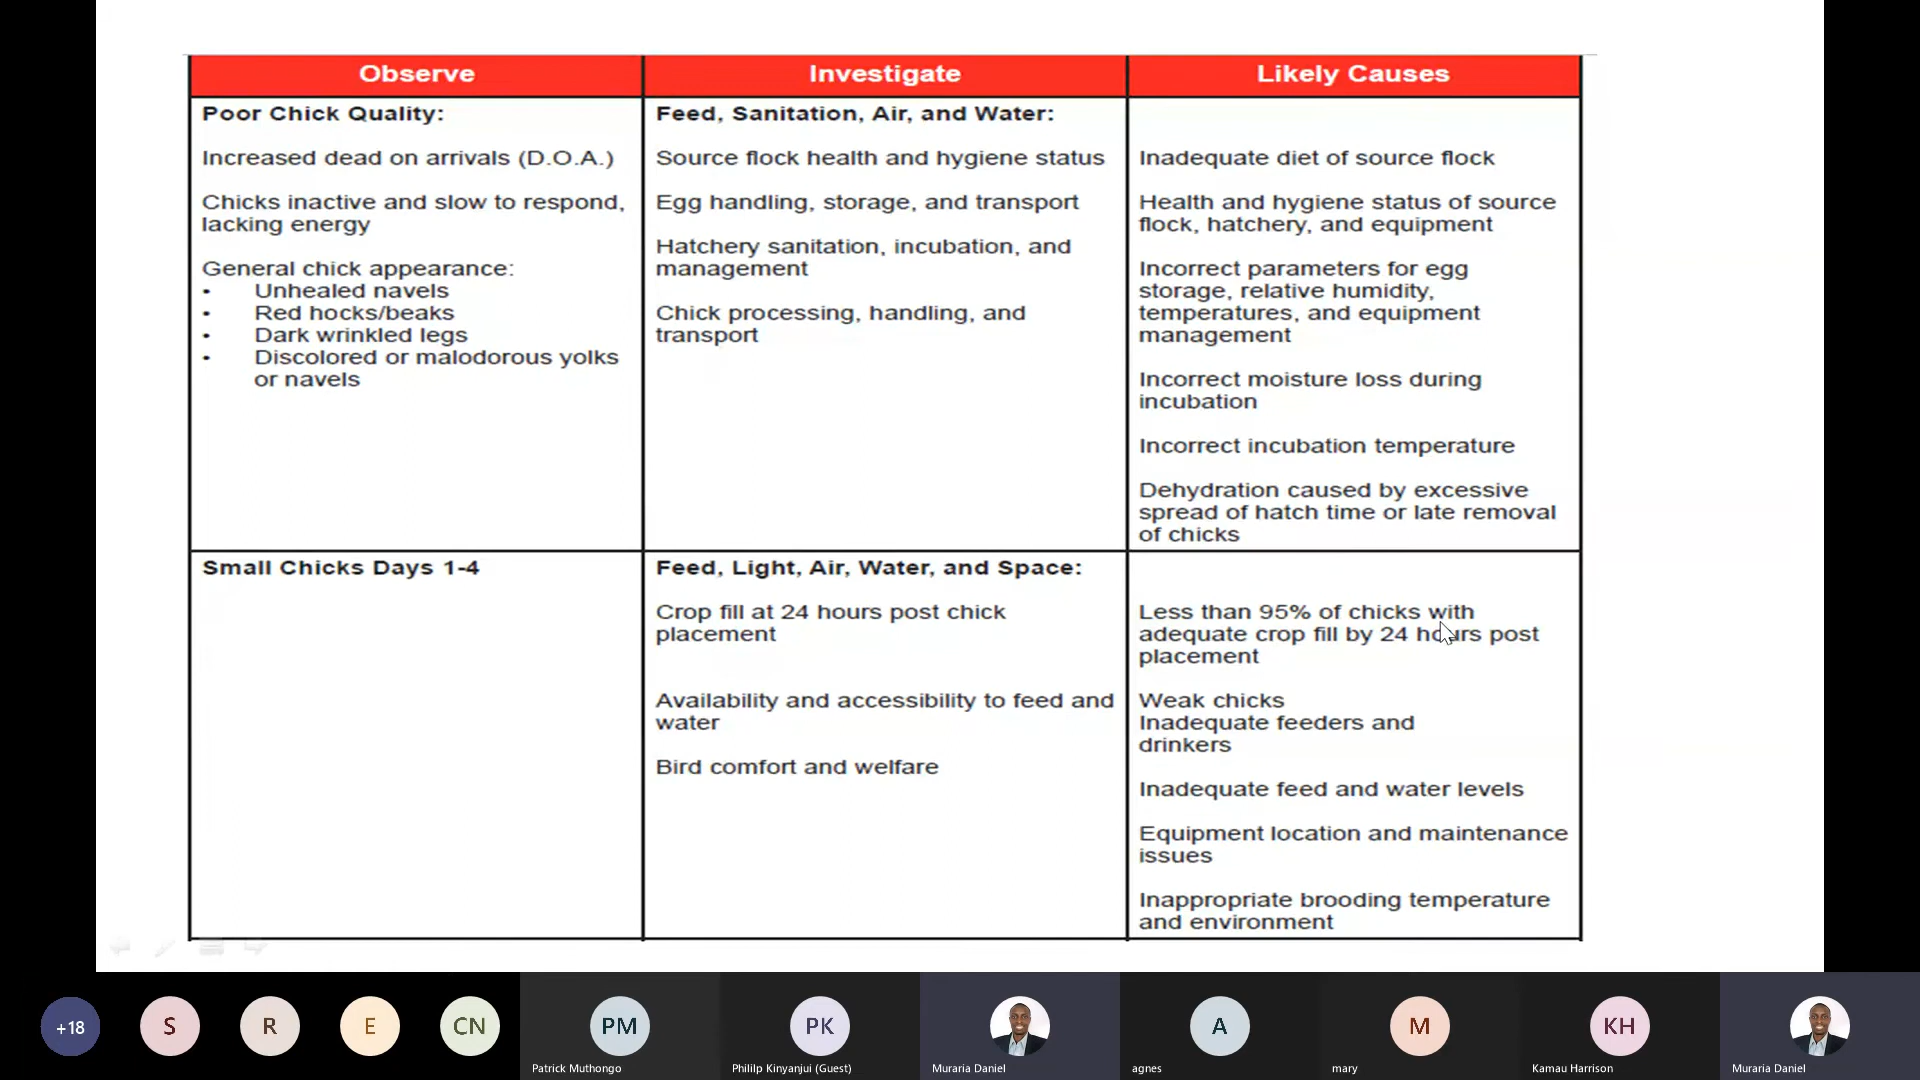 Observe
Investigate
Likely Causes
Poor Chick Quality:
Increased dead on arrivals (D.O.A.)
Chicks inactive and slow to respond,
lacking energy
General chick appearance:
• Unhealed navels
• Red hocks/beaks
• Dark wrinkled legs
• Discolored or malodorous yolks
or navels
Feed, Sanitation, Air, and Water:
Source flock health and hygiene status
Egg handling, storage, and transport
Hatchery sanitation, incubation, and
management
Chick processing, handling, and
transport
Inadequate diet of source flock
Health and hygiene status of source
flock, hatchery, and equipment
Incorrect parameters for egg
storage, relative humidity,
temperatures, and equipment
management
Incorrect moisture loss during
incubation
Incorrect incubation temperature
Dehydration caused by excessive
spread of hatch time or late removal
of chicks
Small Chicks Days 1-4
Feed, Light, Air, Water, and Space:
Crop fill at 24 hours post chick
placement
Availability and accessibility to feed and
water
Bird comfort and welfare
Less than 95% of chicks with
adequate crop fill by 24 hours post
placement
Weak chicks
Inadequate feeders and
drinkers
Inadequate feed and water levels
Equipment location and maintenance
issues
Inappropriate brooding temperature
and environment
+18
S
R
E
CN
PM
Patrick Muthongo
PK
Phililp Kinyanjui (Guest)
Muraria Daniel
A
agnes
M
mary
KH
Kamau Harrison
Muraria Daniel